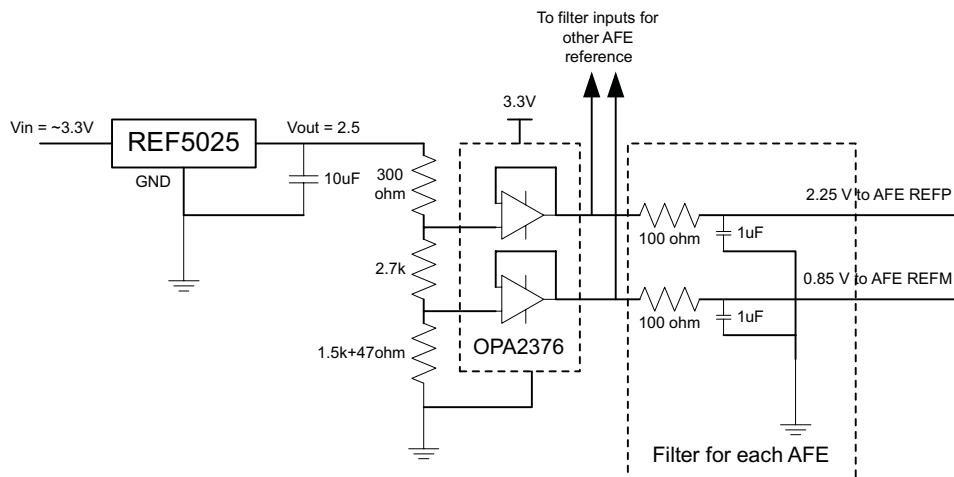 To filter inputs for
other AFE
reference
3.3V
Vin = ~3.3V
REF5025
Vout = 2.5
GND
10uF
300
ohm
2.7k
1.5k+47ohm
OPA2376
100 ohm
1uF
2.25 V to AFE REFP
100 ohm
1uF
0.85 V to AFE REFM
Filter for each AFE